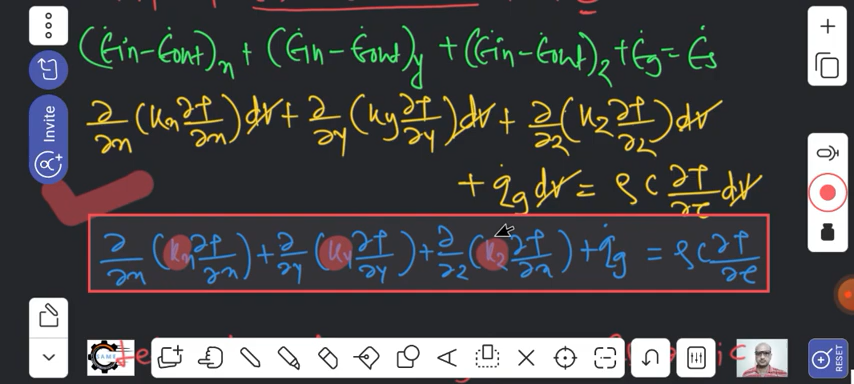 (Ėin-Ėout)x + (Ėin-Ėout)y + (Ėin-Ėout)z + Ėg = Ės
∂/∂x (kx ∂T/∂x) dV + ∂/∂y (ky ∂T/∂y) dV + ∂/∂z (kz ∂T/∂z) dV
+ q̇g dV = ρC ∂T/∂τ dV
∂/∂x (kx ∂T/∂x) + ∂/∂y (ky ∂T/∂y) + ∂/∂z (kz ∂T/∂x) + q̇g = ρC ∂T/∂τ
Invite
RESET